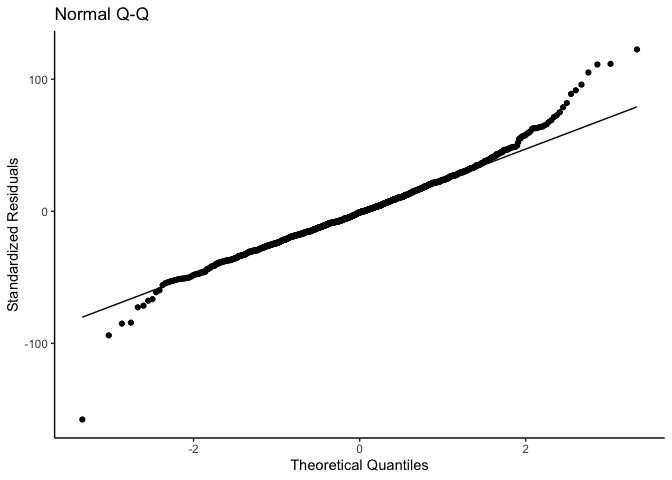 Normal Q-Q
100
0
-100
Standardized Residuals
-2
0
2
Theoretical Quantiles